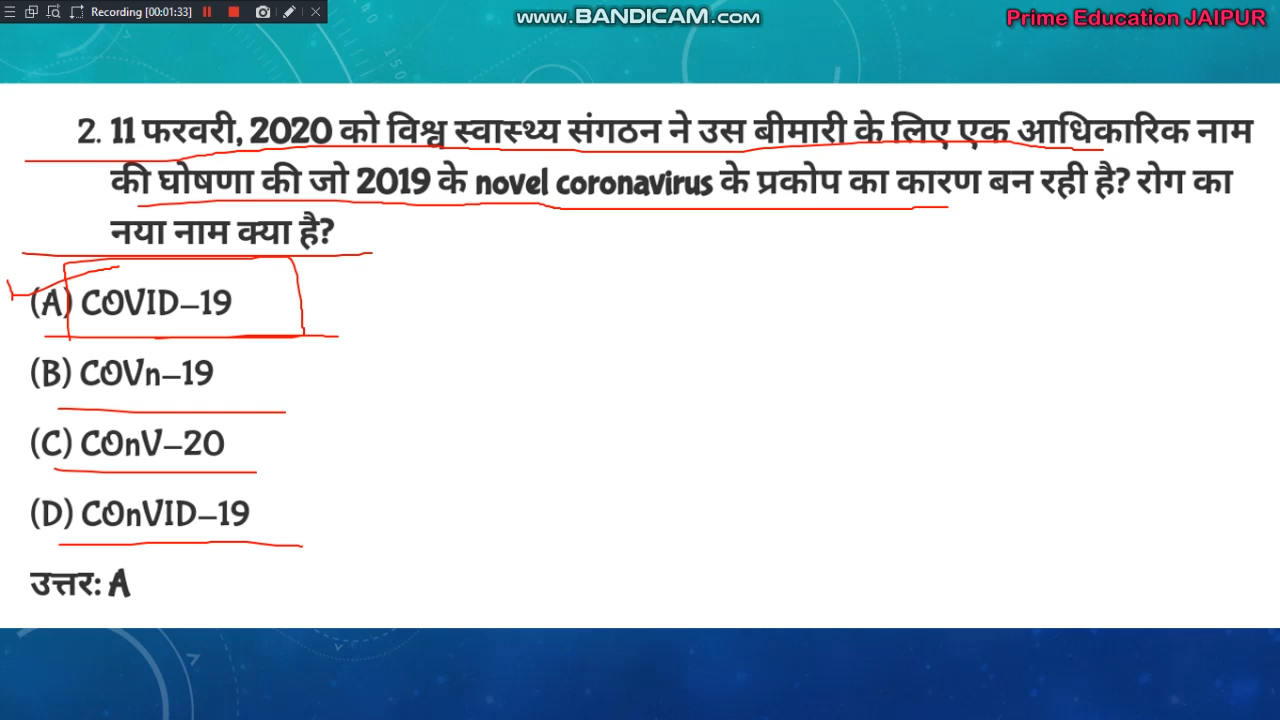 Recording [00:01:33]
www.BANDICAM.com
Prime Education JAIPUR
150
2. 11 फरवरी, 2020 को विश्व स्वास्थ्य संगठन ने उस बीमारी के लिए एक आधिकारिक नाम
की घोषणा की जो 2019 के novel coronavirus के प्रकोप का कारण बन रही है? रोग का
नया नाम क्या है?
(A) COVID-19
(B) COVn-19
(C) COnV-20
(D) COnVID-19
उत्तर: A